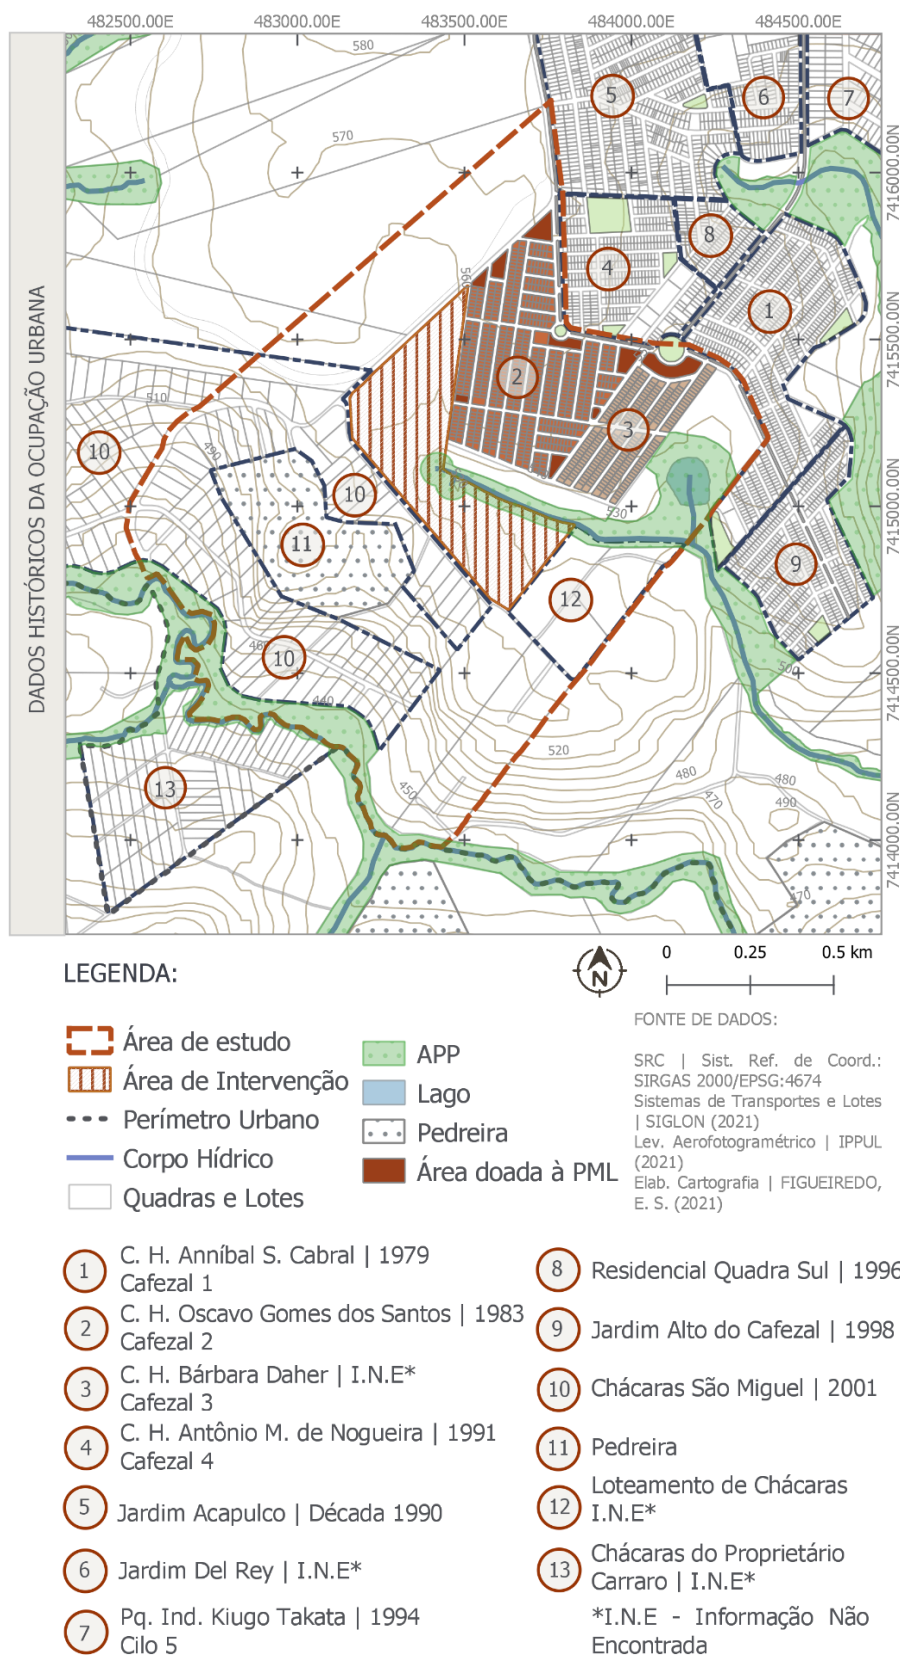 482500.00E 483000.00E 483500.00E 484000.00E 484500.00E
DADOS HISTÓRICOS DA OCUPAÇÃO URBANA
7416000.00N
7415500.00N
7415000.00N
7414500.00N
7414000.00N
580
570
595
510
490
530
460
440
450
520
500
480
470
480
490
470
5
6
7
8
4
1
2
3
10
10
11
9
12
10
13
LEGENDA:
N
0 0.25 0.5 km
Área de estudo
Área de Intervenção
Perímetro Urbano
Corpo Hídrico
Quadras e Lotes
APP
Lago
Pedreira
Área doada à PML
FONTE DE DADOS:
SRC | Sist. Ref. de Coord.:
SIRGAS 2000/EPSG:4674
Sistemas de Transportes e Lotes
| SIGLON (2021)
Lev. Aerofotogramétrico | IPPUL
(2021)
Elab. Cartografia | FIGUEIREDO,
E. S. (2021)
1 C. H. Anníbal S. Cabral | 1979
Cafezal 1
2 C. H. Oscavo Gomes dos Santos | 1983
Cafezal 2
3 C. H. Bárbara Daher | I.N.E*
Cafezal 3
4 C. H. Antônio M. de Nogueira | 1991
Cafezal 4
5 Jardim Acapulco | Década 1990
6 Jardim Del Rey | I.N.E*
7 Pq. Ind. Kiugo Takata | 1994
Cilo 5
8 Residencial Quadra Sul | 1996
9 Jardim Alto do Cafezal | 1998
10 Chácaras São Miguel | 2001
11 Pedreira
12 Loteamento de Chácaras
I.N.E*
13 Chácaras do Proprietário
Carraro | I.N.E*
*I.N.E - Informação Não
Encontrada